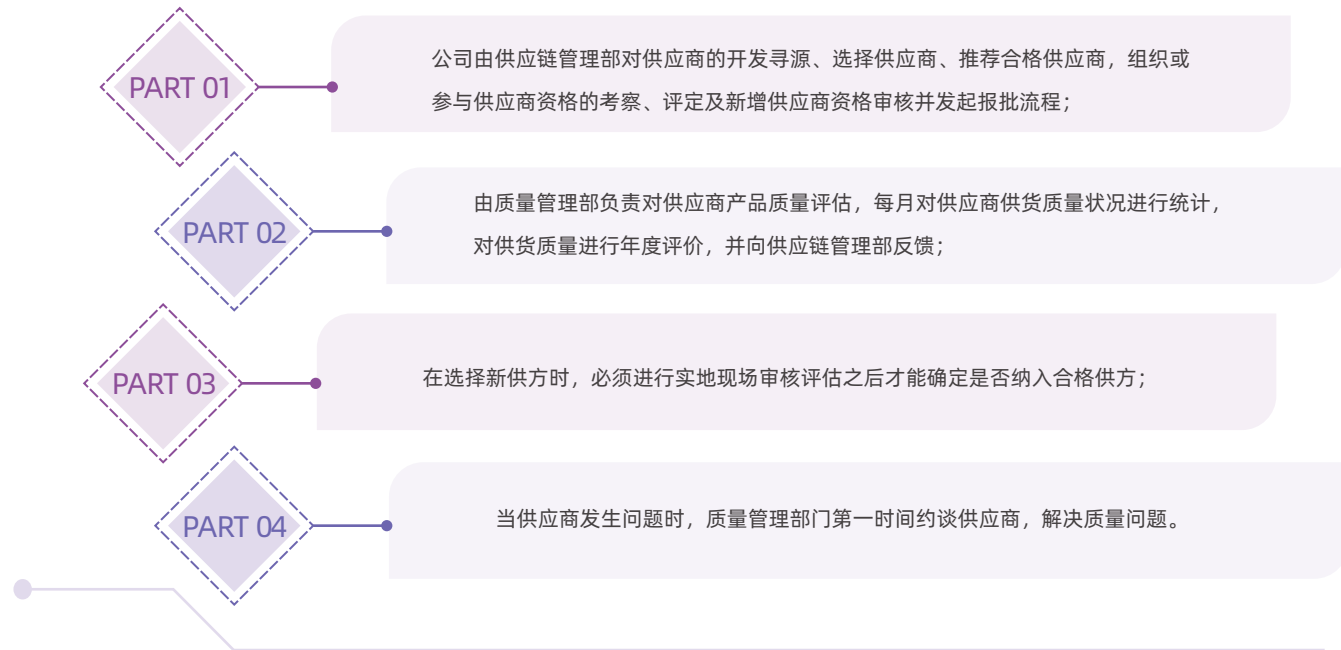 PART 01
公司由供应链管理部对供应商的开发寻源、选择供应商、推荐合格供应商，组织或
参与供应商资格的考察、评定及新增供应商资格审核并发起报批流程；
PART 02
由质量管理部负责对供应商产品质量评估，每月对供应商供货质量状况进行统计，
对供货质量进行年度评价，并向供应链管理部反馈；
PART 03
在选择新供方时，必须进行实地现场审核评估之后才能确定是否纳入合格供方；
PART 04
当供应商发生问题时，质量管理部门第一时间约谈供应商，解决质量问题。